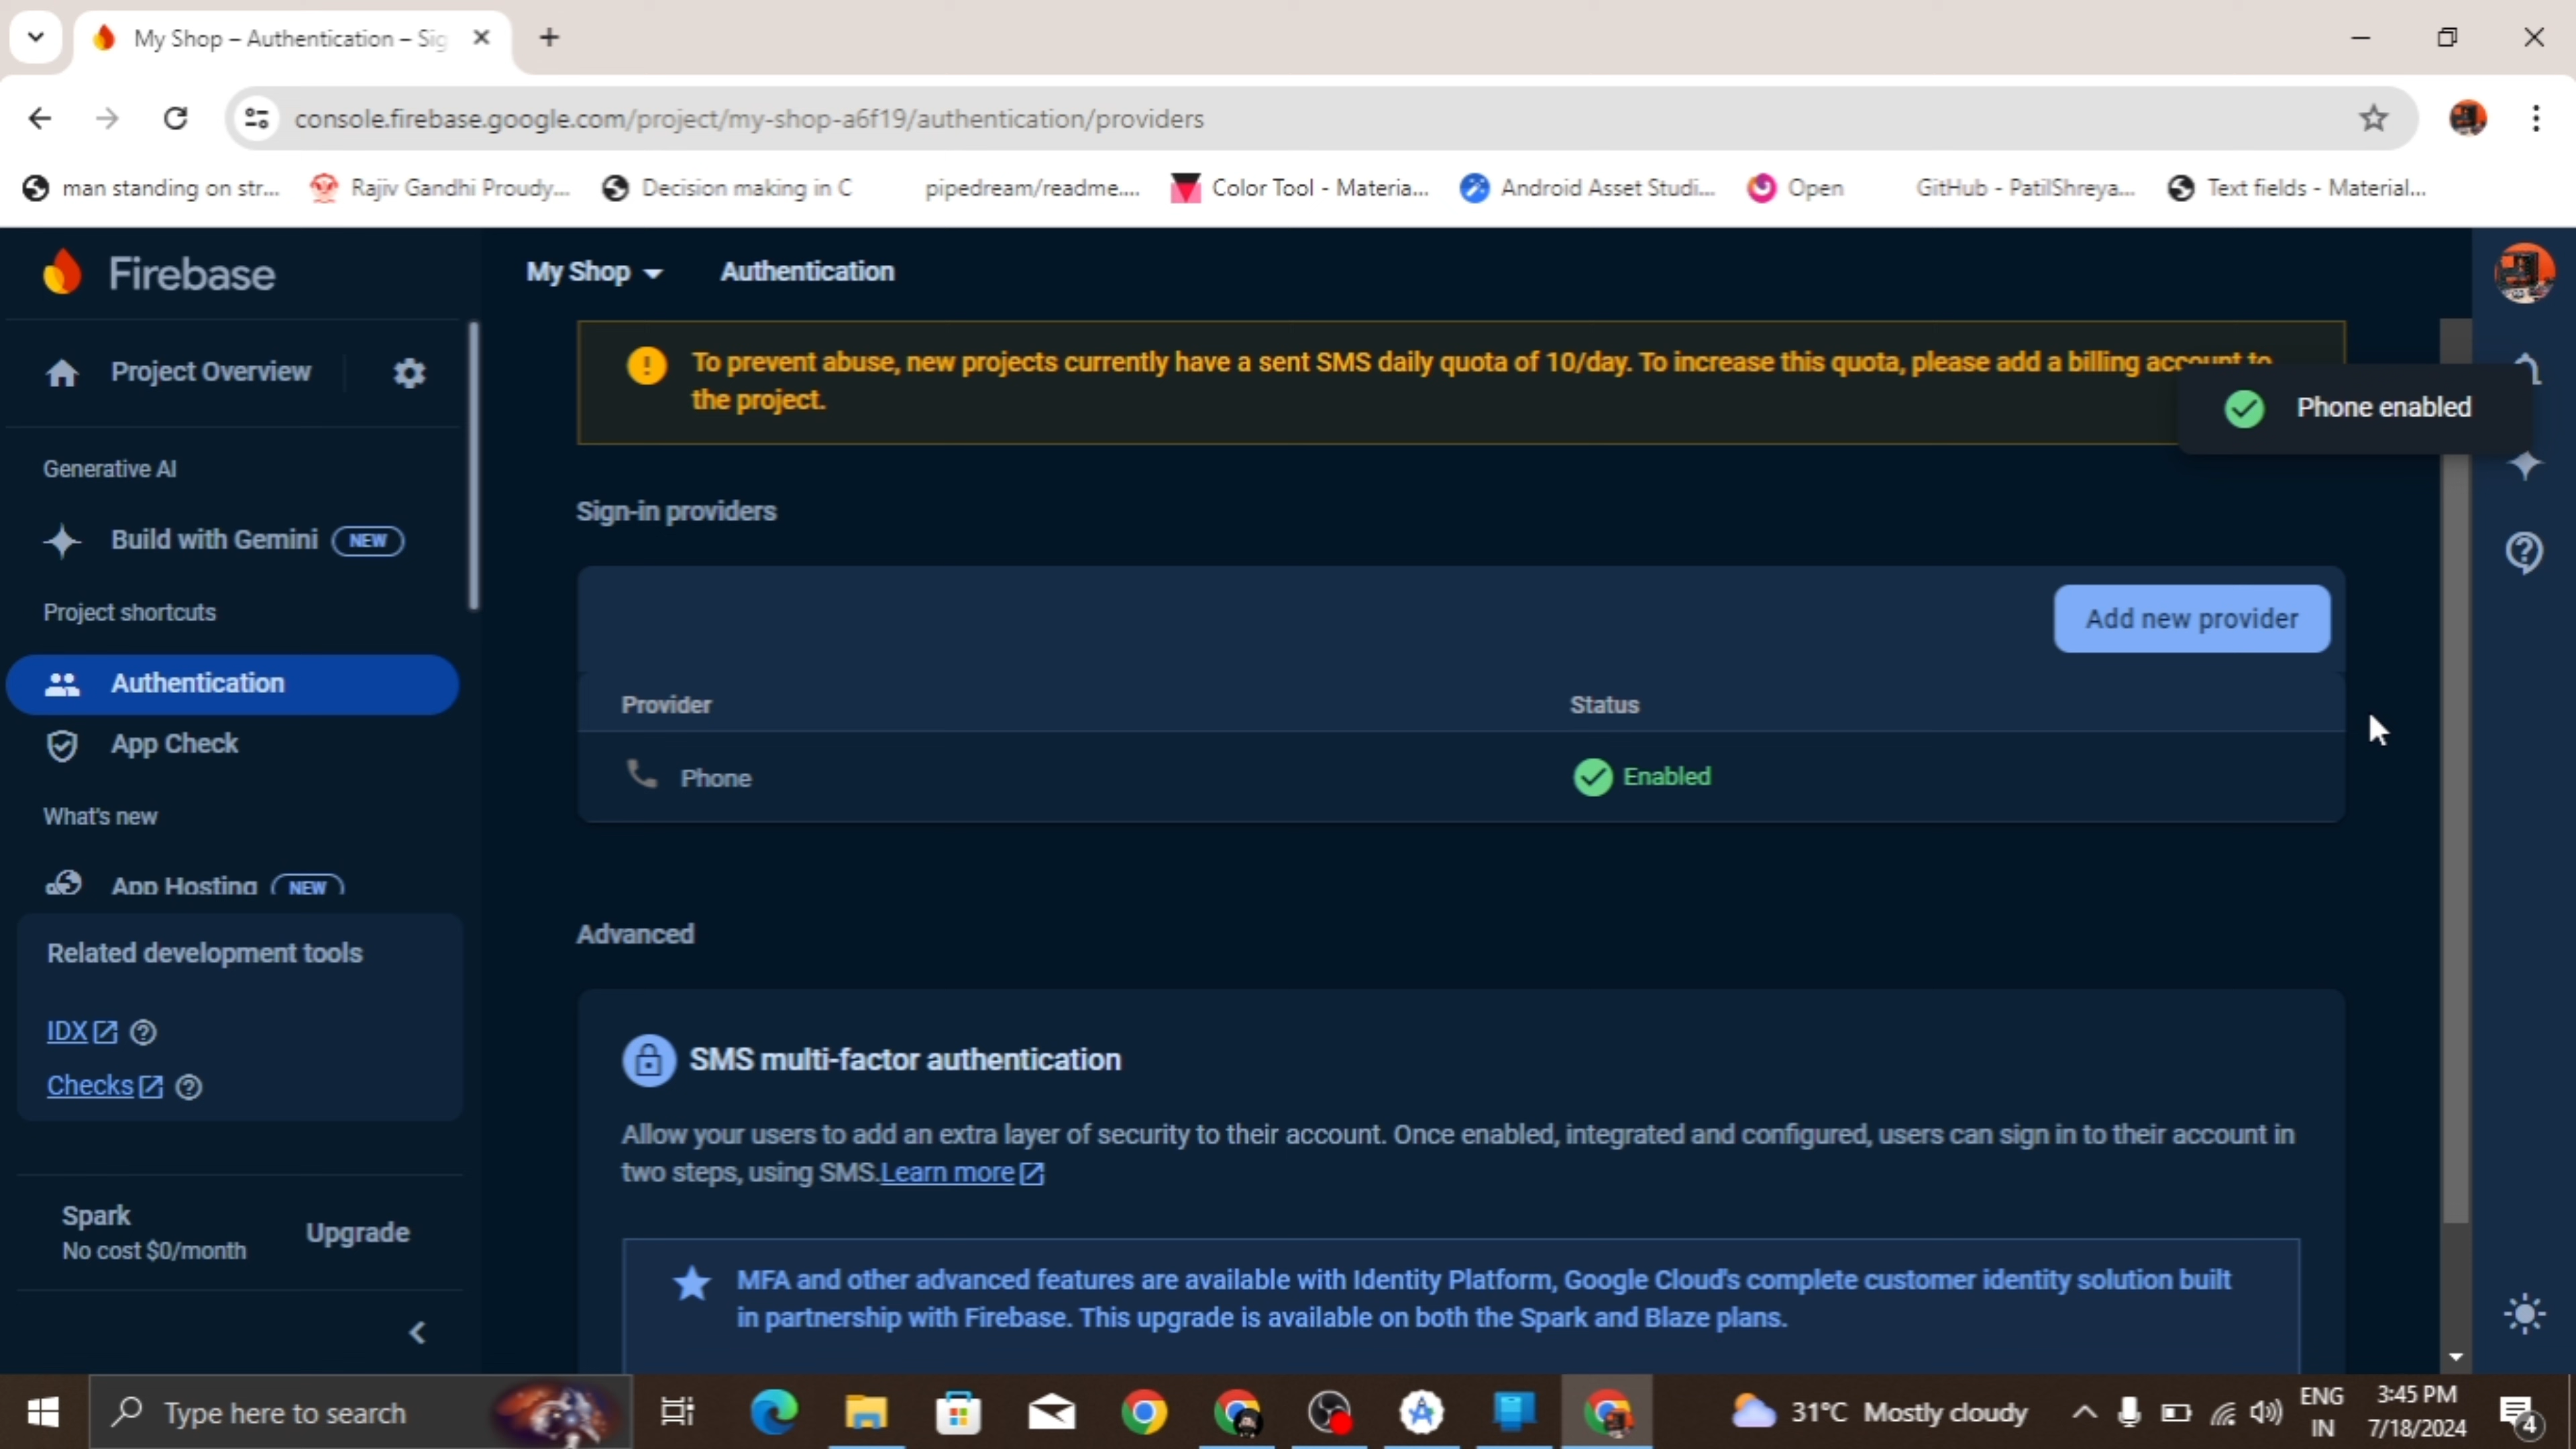 My Shop – Authentication – Sig
console.firebase.google.com/project/my-shop-a6f19/authentication/providers
man standing on str...
Rajiv Gandhi Proudy...
Decision making in C
pipedream/readme....
Color Tool - Materia...
Android Asset Studi...
Open
GitHub - PatilShreya...
Text fields - Material...
Firebase
My Shop
Authentication
Project Overview
Generative AI
Build with Gemini NEW
Project shortcuts
Authentication
App Check
What's new
App Hosting NEW
Related development tools
IDX
Checks
Spark
No cost $0/month
Upgrade
To prevent abuse, new projects currently have a sent SMS daily quota of 10/day. To increase this quota, please add a billing account to
the project.
Phone enabled
Sign-in providers
Add new provider
Provider
Status
Phone
Enabled
Advanced
SMS multi-factor authentication
Allow your users to add an extra layer of security to their account. Once enabled, integrated and configured, users can sign in to their account in
two steps, using SMS.Learn more
MFA and other advanced features are available with Identity Platform, Google Cloud's complete customer identity solution built
in partnership with Firebase. This upgrade is available on both the Spark and Blaze plans.
Type here to search
31°C Mostly cloudy
ENG
IN
3:45 PM
7/18/2024
4